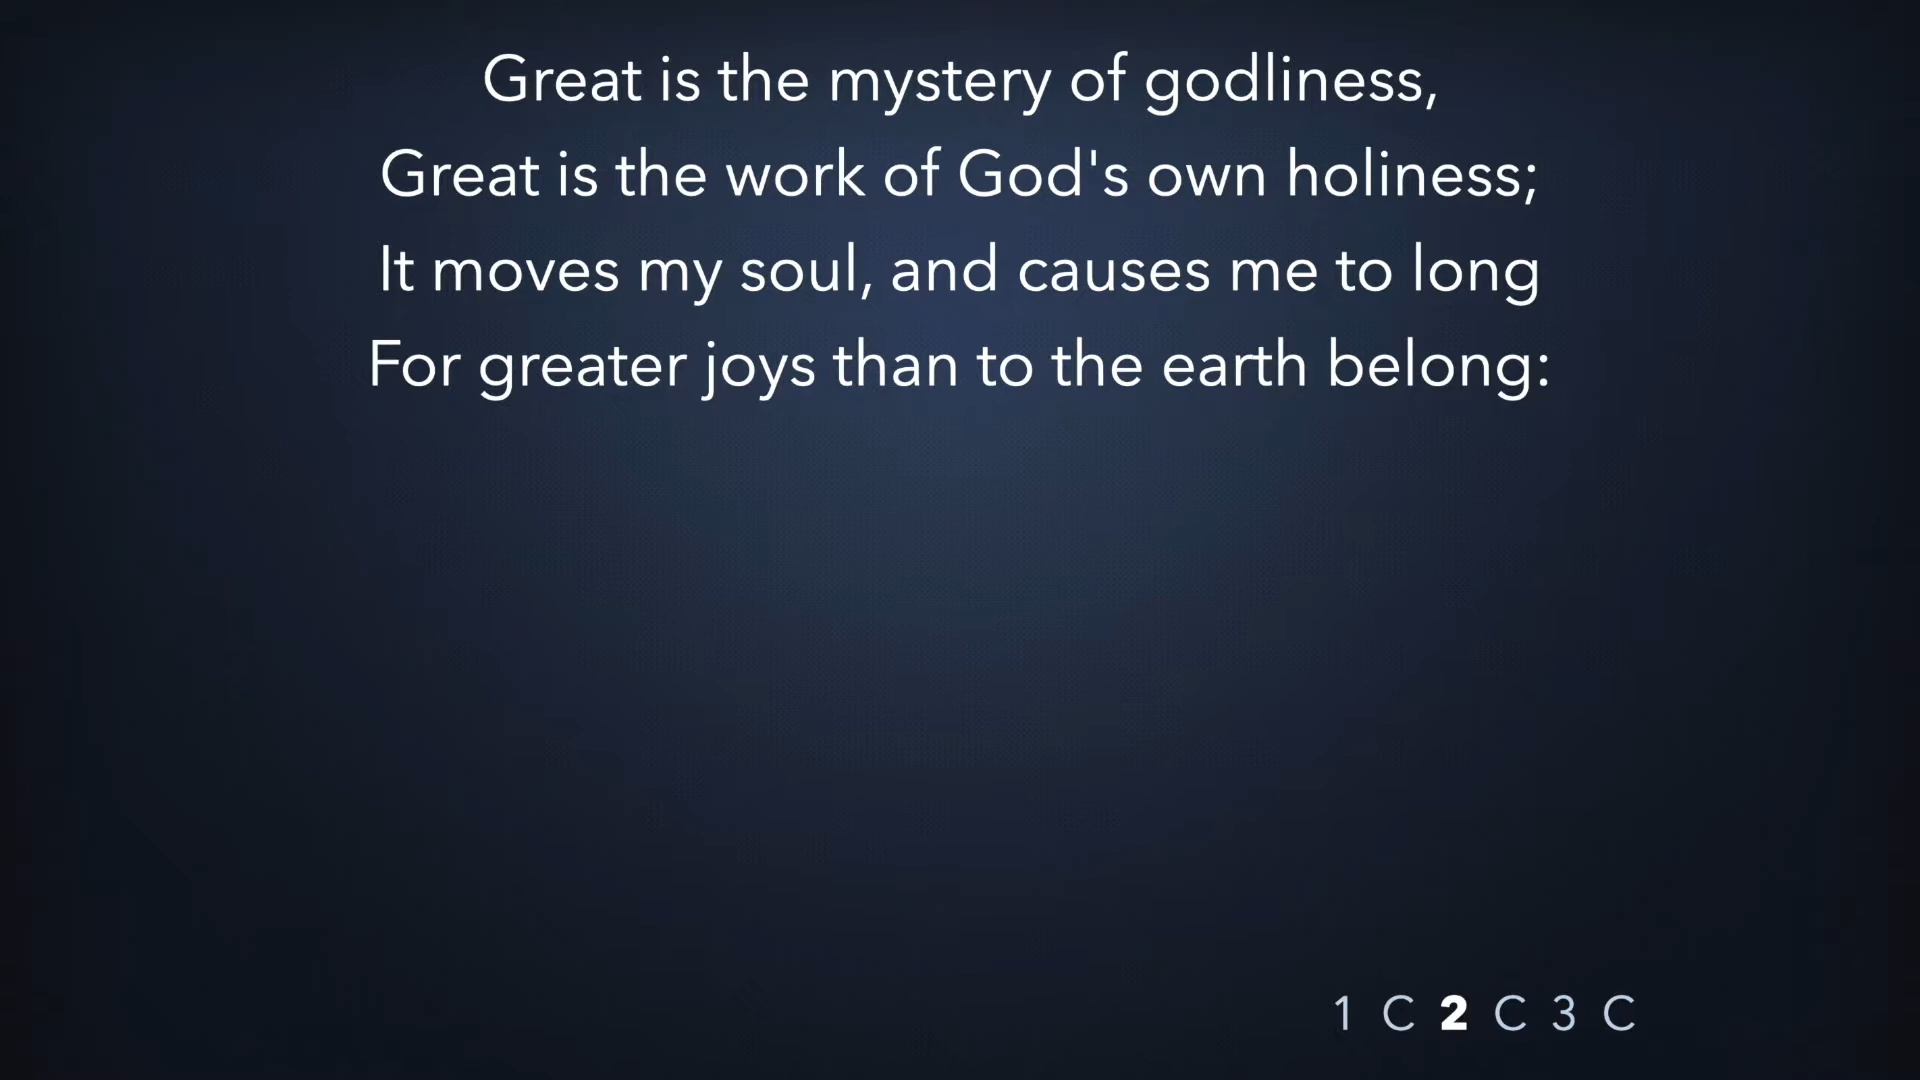 Great is the mystery of godliness,
Great is the work of God's own holiness;
It moves my soul, and causes me to long
For greater joys than to the earth belong:
1 C 2 C 3 C